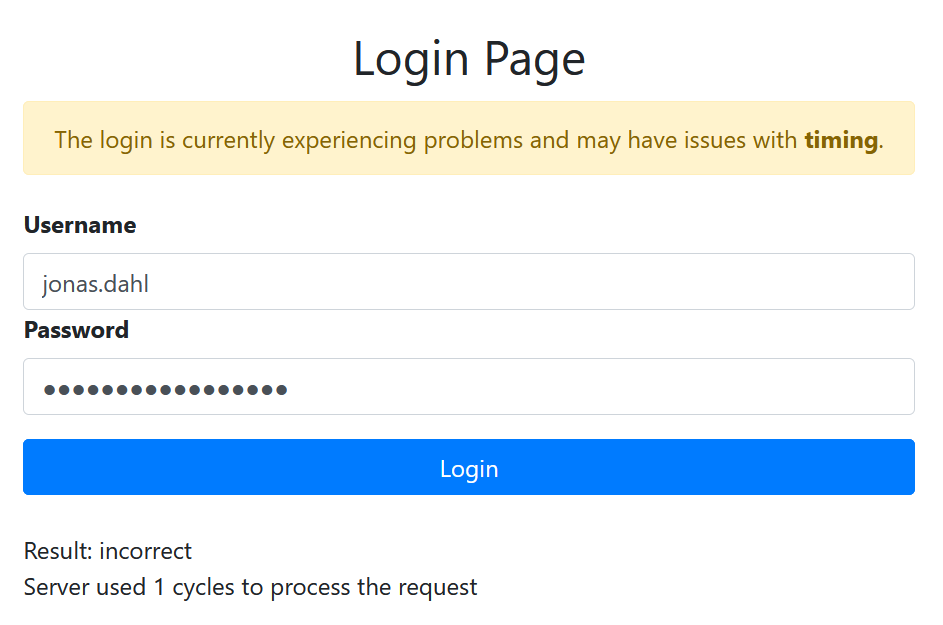 Login Page
The login is currently experiencing problems and may have issues with timing.
Username
jonas.dahl
Password
●●●●●●●●●●●●●●●●●
Login
Result: incorrect
Server used 1 cycles to process the request